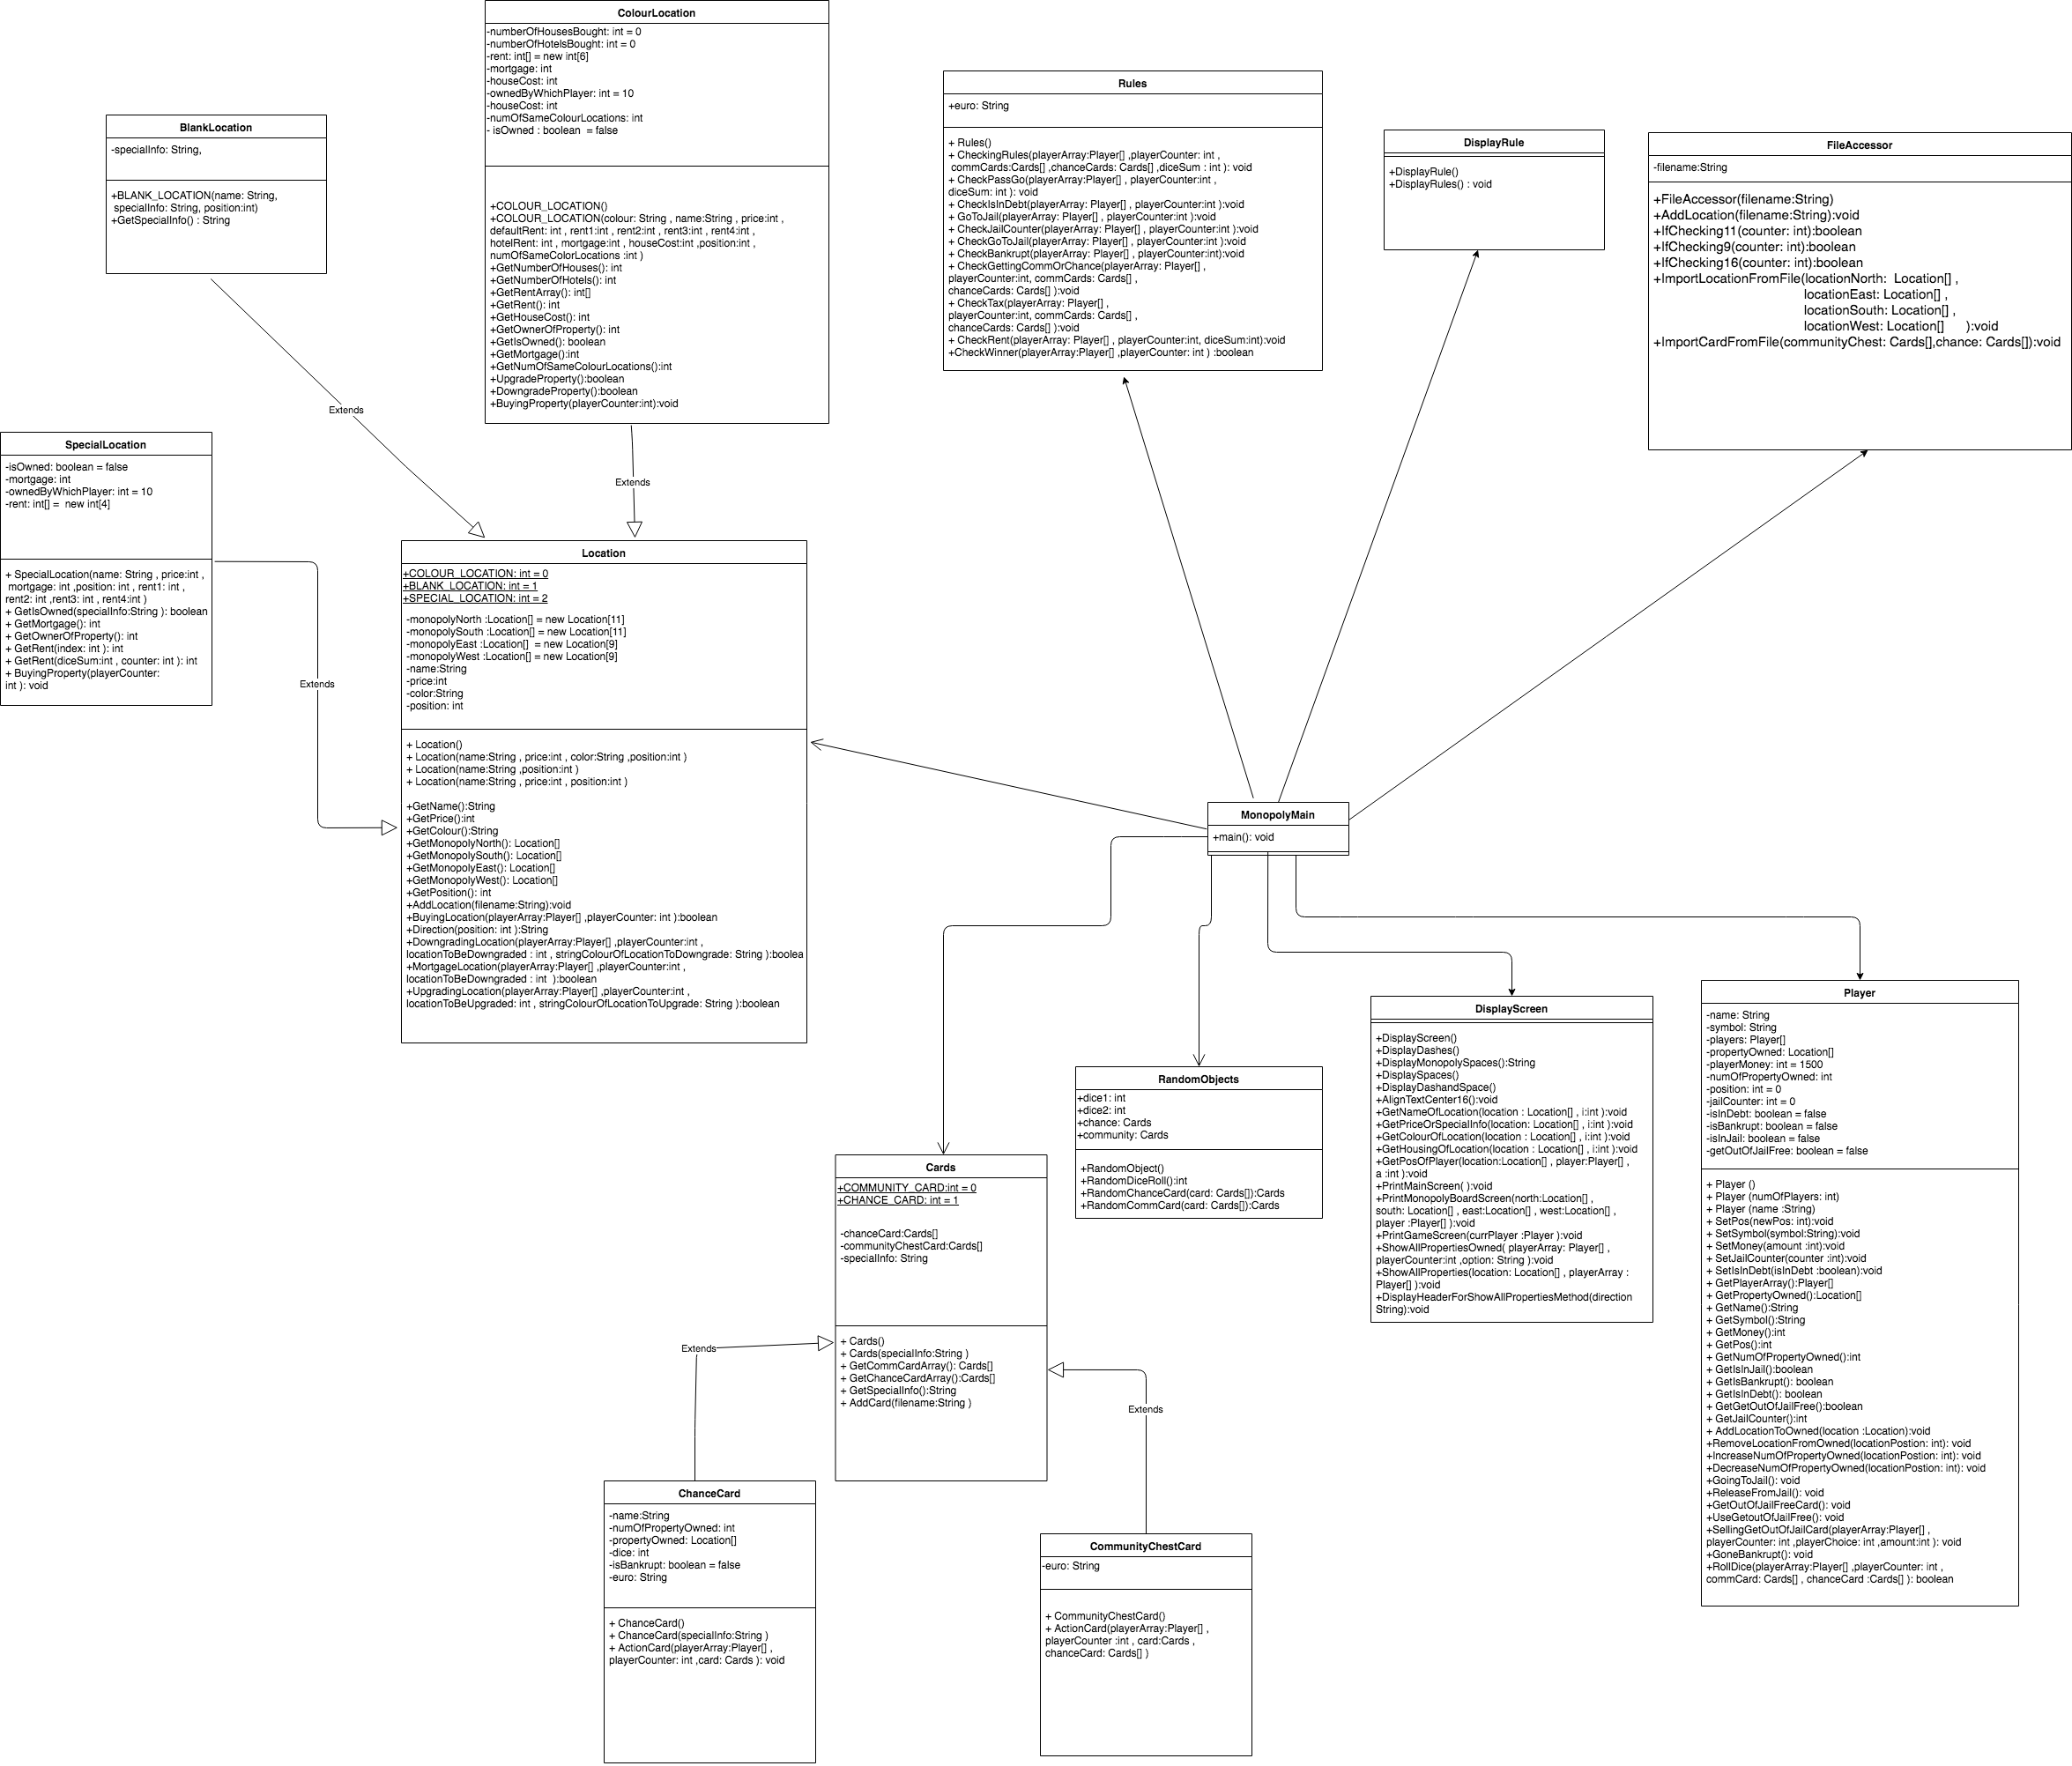 ColourLocation
-numberOfHousesBought: int = 0
-numberOfHotelsBought: int = 0
-rent: int[] = new int[6]
-mortgage: int
-houseCost: int
-ownedByWhichPlayer: int = 10
-houseCost: int
-numOfSameColourLocations: int
- isOwned : boolean  = false
+COLOUR_LOCATION()
+COLOUR_LOCATION(colour: String , name:String , price:int ,
defaultRent: int , rent1:int , rent2:int , rent3:int , rent4:int ,
hotelRent: int , mortgage:int , houseCost:int ,position:int ,
numOfSameColorLocations :int )
+GetNumberOfHouses(): int
+GetNumberOfHotels(): int
+GetRentArray(): int[]
+GetRent(): int
+GetHouseCost(): int
+GetOwnerOfProperty(): int
+GetIsOwned(): boolean
+GetMortgage():int
+GetNumOfSameColourLocations():int
+UpgradeProperty():boolean
+DowngradeProperty():boolean
+BuyingProperty(playerCounter:int):void
Rules
+euro: String
+ Rules()
+ CheckingRules(playerArray:Player[] ,playerCounter: int ,
commCards:Cards[] ,chanceCards: Cards[] ,diceSum : int ): void
+ CheckPassGo(playerArray:Player[] , playerCounter:int ,
diceSum: int ): void
+ CheckIsInDebt(playerArray: Player[] , playerCounter:int ):void
+ GoToJail(playerArray: Player[] , playerCounter:int ):void
+ CheckJailCounter(playerArray: Player[] , playerCounter:int ):void
+ CheckGoToJail(playerArray: Player[] , playerCounter:int ):void
+ CheckBankrupt(playerArray: Player[] , playerCounter:int):void
+ CheckGettingCommOrChance(playerArray: Player[] ,
playerCounter:int, commCards: Cards[] ,
chanceCards: Cards[] ):void
+ CheckTax(playerArray: Player[] ,
playerCounter:int, commCards: Cards[] ,
chanceCards: Cards[] ):void
+ CheckRent(playerArray: Player[] , playerCounter:int, diceSum:int):void
+CheckWinner(playerArray:Player[] ,playerCounter: int ) :boolean
BlankLocation
-specialInfo: String,
+BLANK_LOCATION(name: String,
specialInfo: String, position:int)
+GetSpecialInfo() : String
DisplayRule
+DisplayRule()
+DisplayRules() : void
FileAccessor
-filename:String
+FileAccessor(filename:String)
+AddLocation(filename:String):void
+IfChecking11(counter: int):boolean
+IfChecking9(counter: int):boolean
+IfChecking16(counter: int):boolean
+ImportLocationFromFile(locationNorth:  Location[] ,
locationEast: Location[] ,
locationSouth: Location[] ,
locationWest: Location[]      ):void
+ImportCardFromFile(communityChest: Cards[],chance: Cards[]):void
Extends
Extends
SpecialLocation
-isOwned: boolean = false
-mortgage: int
-ownedByWhichPlayer: int = 10
-rent: int[] =  new int[4]
+ SpecialLocation(name: String , price:int ,
mortgage: int ,position: int , rent1: int ,
rent2: int ,rent3: int , rent4:int )
+ GetIsOwned(specialInfo:String ): boolean
+ GetMortgage(): int
+ GetOwnerOfProperty(): int
+ GetRent(index: int ): int
+ GetRent(diceSum:int , counter: int ): int
+ BuyingProperty(playerCounter:
int ): void
Extends
Location
+COLOUR_LOCATION: int = 0
+BLANK_LOCATION: int = 1
+SPECIAL_LOCATION: int = 2
-monopolyNorth :Location[] = new Location[11]
-monopolySouth :Location[] = new Location[11]
-monopolyEast :Location[]  = new Location[9]
-monopolyWest :Location[] = new Location[9]
-name:String
-price:int
-color:String
-position: int
+ Location()
+ Location(name:String , price:int , color:String ,position:int )
+ Location(name:String ,position:int )
+ Location(name:String , price:int , position:int )
+GetName():String
+GetPrice():int
+GetColour():String
+GetMonopolyNorth(): Location[]
+GetMonopolySouth(): Location[]
+GetMonopolyEast(): Location[]
+GetMonopolyWest(): Location[]
+GetPosition(): int
+AddLocation(filename:String):void
+BuyingLocation(playerArray:Player[] ,playerCounter: int ):boolean
+Direction(position: int ):String
+DowngradingLocation(playerArray:Player[] ,playerCounter:int ,
locationToBeDowngraded : int , stringColourOfLocationToDowngrade: String ):boolea
+MortgageLocation(playerArray:Player[] ,playerCounter:int ,
locationToBeDowngraded : int  ):boolean
+UpgradingLocation(playerArray:Player[] ,playerCounter:int ,
locationToBeUpgraded: int , stringColourOfLocationToUpgrade: String ):boolean
MonopolyMain
+main(): void
RandomObjects
+dice1: int
+dice2: int
+chance: Cards
+community: Cards
+RandomObject()
+RandomDiceRoll():int
+RandomChanceCard(card: Cards[]):Cards
+RandomCommCard(card: Cards[]):Cards
DisplayScreen
+DisplayScreen()
+DisplayDashes()
+DisplayMonopolySpaces():String
+DisplaySpaces()
+DisplayDashandSpace()
+AlignTextCenter16():void
+GetNameOfLocation(location : Location[] , i:int ):void
+GetPriceOrSpecialInfo(location: Location[] , i:int ):void
+GetColourOfLocation(location : Location[] , i:int ):void
+GetHousingOfLocation(location : Location[] , i:int ):void
+GetPosOfPlayer(location:Location[] , player:Player[] ,
a :int ):void
+PrintMainScreen( ):void
+PrintMonopolyBoardScreen(north:Location[] ,
south: Location[] , east:Location[] , west:Location[] ,
player :Player[] ):void
+PrintGameScreen(currPlayer :Player ):void
+ShowAllPropertiesOwned( playerArray: Player[] ,
playerCounter:int ,option: String ):void
+ShowAllProperties(location: Location[] , playerArray :
Player[] ):void
+DisplayHeaderForShowAllPropertiesMethod(direction
String):void
Player
-name: String
-symbol: String
-players: Player[]
-propertyOwned: Location[]
-playerMoney: int = 1500
-numOfPropertyOwned: int
-position: int = 0
-jailCounter: int = 0
-isInDebt: boolean = false
-isBankrupt: boolean = false
-isInJail: boolean = false
-getOutOfJailFree: boolean = false
+ Player ()
+ Player (numOfPlayers: int)
+ Player (name :String)
+ SetPos(newPos: int):void
+ SetSymbol(symbol:String):void
+ SetMoney(amount :int):void
+ SetJailCounter(counter :int):void
+ SetIsInDebt(isInDebt :boolean):void
+ GetPlayerArray():Player[]
+ GetPropertyOwned():Location[]
+ GetName():String
+ GetSymbol():String
+ GetMoney():int
+ GetPos():int
+ GetNumOfPropertyOwned():int
+ GetIsInJail():boolean
+ GetIsBankrupt(): boolean
+ GetIsInDebt(): boolean
+ GetGetOutOfJailFree():boolean
+ GetJailCounter():int
+ AddLocationToOwned(location :Location):void
+RemoveLocationFromOwned(locationPostion: int): void
+IncreaseNumOfPropertyOwned(locationPostion: int): void
+DecreaseNumOfPropertyOwned(locationPostion: int): void
+GoingToJail(): void
+ReleaseFromJail(): void
+GetOutOfJailFreeCard(): void
+UseGetoutOfJailFree(): void
+SellingGetOutOfJailCard(playerArray:Player[] ,
playerCounter: int ,playerChoice: int ,amount:int ): void
+GoneBankrupt(): void
+RollDice(playerArray:Player[] ,playerCounter: int ,
commCard: Cards[] , chanceCard :Cards[] ): boolean
Cards
+COMMUNITY_CARD:int = 0
+CHANCE_CARD: int = 1
-chanceCard:Cards[]
-communityChestCard:Cards[]
-specialInfo: String
+ Cards()
+ Cards(specialInfo:String )
+ GetCommCardArray(): Cards[]
+ GetChanceCardArray():Cards[]
+ GetSpecialInfo():String
+ AddCard(filename:String )
Extends
Extends
ChanceCard
-name:String
-numOfPropertyOwned: int
-propertyOwned: Location[]
-dice: int
-isBankrupt: boolean = false
-euro: String
+ ChanceCard()
+ ChanceCard(specialInfo:String )
+ ActionCard(playerArray:Player[] ,
playerCounter: int ,card: Cards ): void
CommunityChestCard
-euro: String
+ CommunityChestCard()
+ ActionCard(playerArray:Player[] ,
playerCounter :int , card:Cards ,
chanceCard: Cards[] )